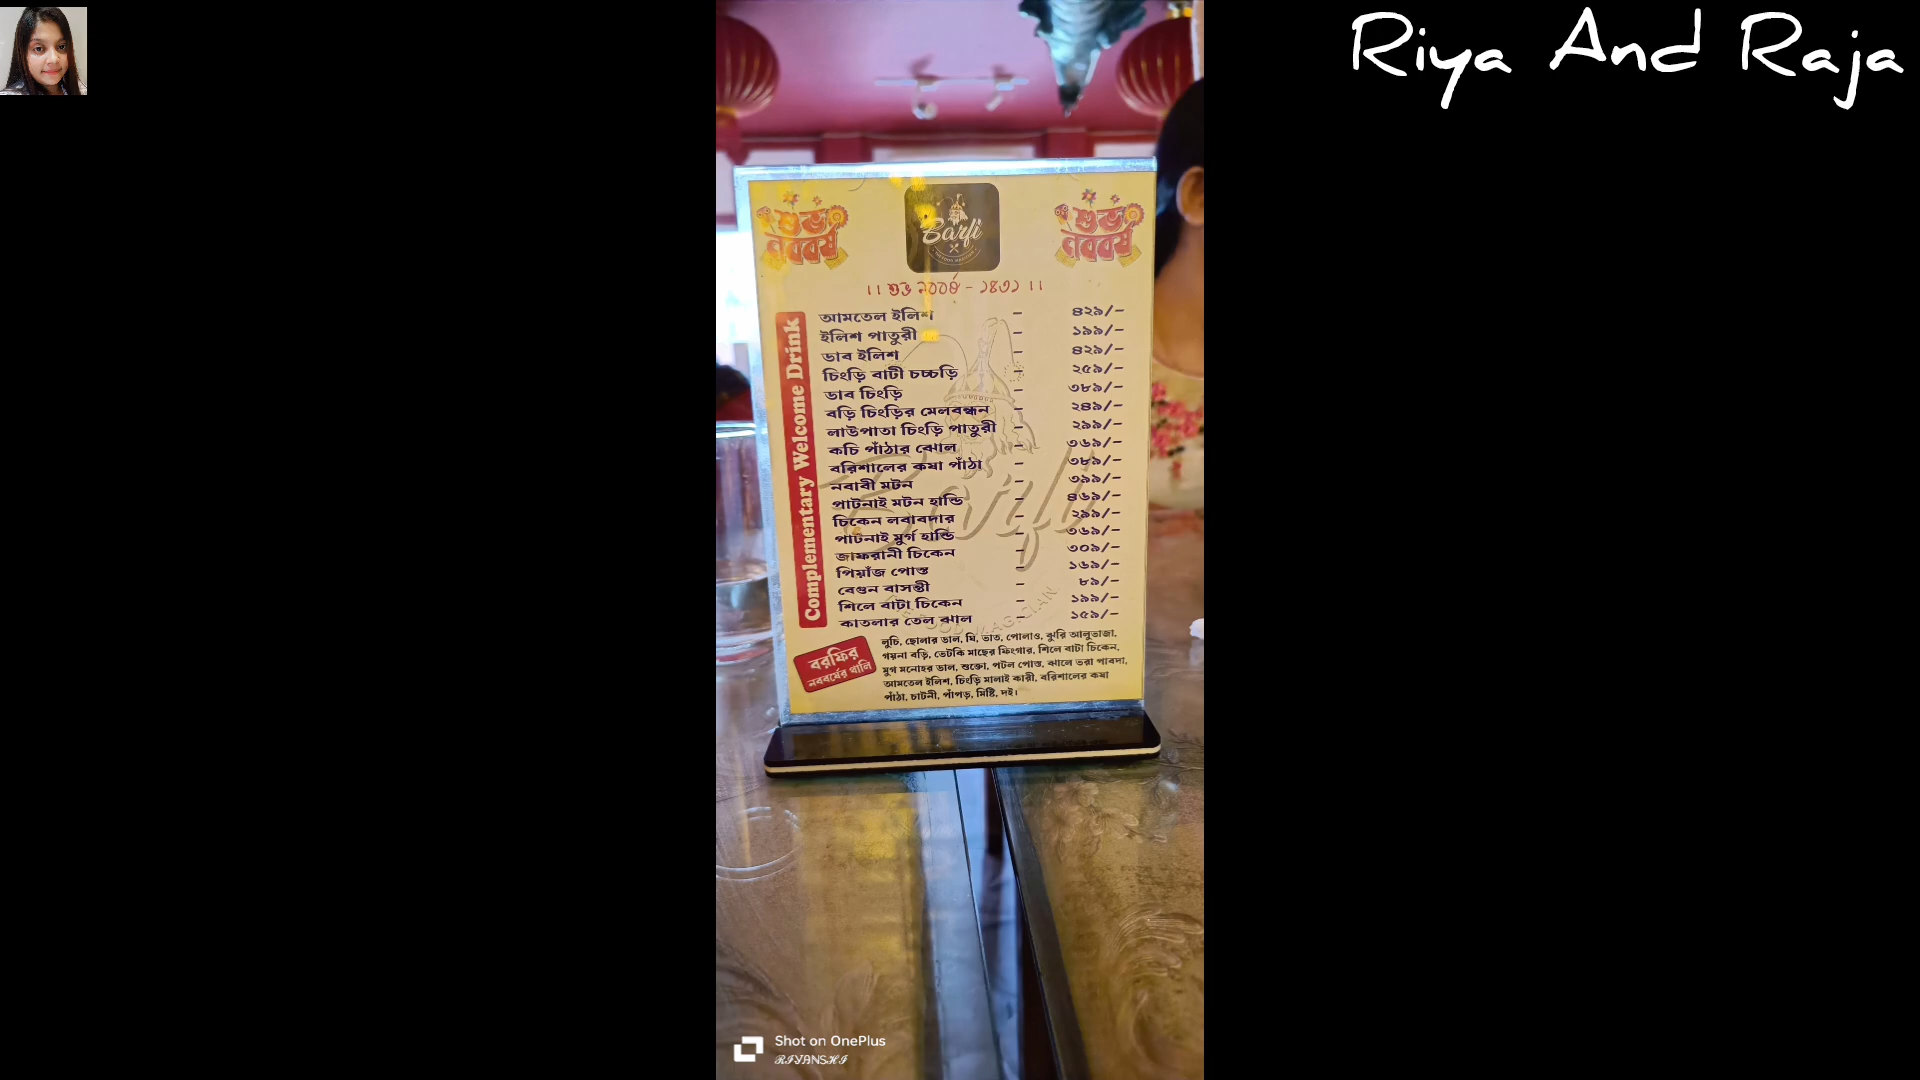 Riya And Raja
শুভ নববর্ষ
Barfi
শুভ নববর্ষ
।। শুভ নববর্ষ - ১৪৩১ ।।
Complementary Welcome Drink
আমতেল ইলিশ - ৪২৯/-
ইলিশ পাতুরী - ১৯৯/-
ডাব ইলিশ - ৪২৯/-
চিংড়ি বাটী চচ্চড়ি - ২৫৯/-
ডাব চিংড়ি - ৩৮৯/-
বড়ি চিংড়ির মেলবন্ধন - ২৪৯/-
লাউপাতা চিংড়ি পাতুরী - ২৯৯/-
কচি পাঁঠার ঝোল - ৩৬৯/-
বরিশালের কষা পাঁঠা - ৩৮৯/-
নবাবী মটন - ৩৯৯/-
পাটনাই মটন হান্ডি - ৪৬৯/-
চিকেন লবাবদার - ২৯৯/-
পাটনাই মুর্গ হান্ডি - ৩৬৯/-
জাফরানী চিকেন - ৩০৯/-
পিয়াঁজ পোস্ত - ১৬৯/-
বেগুন বাসন্তী - ৮৯/-
শিলে বাটা চিকেন - ১৯৯/-
কাতলার তেল ঝাল - ১৫৯/-
বরফির
নববর্ষের থালি
লুচি, ছোলার ডাল, ঘি, ভাত, পোলাও, ঝুরি আলুভাজা,
গয়না বড়ি, ভেটকি মাছের ফিংগার, শিলে বাটা চিকেন,
মুগ মনোহর ডাল, শুক্তো, পটল পোস্ত, ঝালে ভরা পাবদা,
আমতেল ইলিশ, চিংড়ি মালাই কারী, বরিশালের কষা
পাঁঠা, চাটনী, পাঁপড়, মিষ্টি, দই।
Shot on OnePlus
RIYANSHI